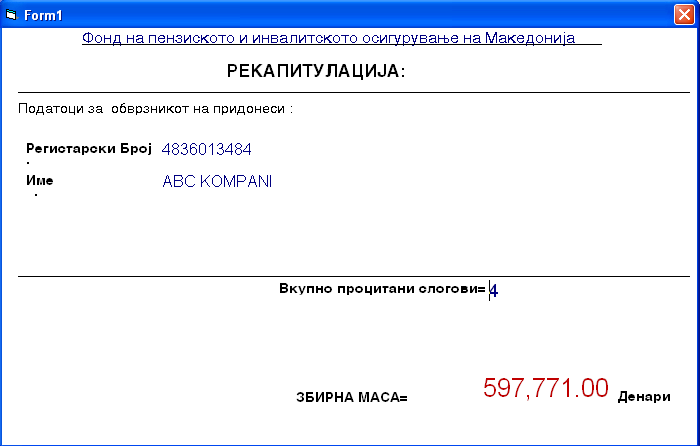 Form1
Фонд на пензиското и инвалитското осигурување на Македонија
РЕКАПИТУЛАЦИЈА:
Податоци за обврзникот на придонеси :
Регистарски Број 4836013484
Име ABC KOMPANI
Вкупно процитани слогови= 4
ЗБИРНА МАСА= 597,771.00 Денари